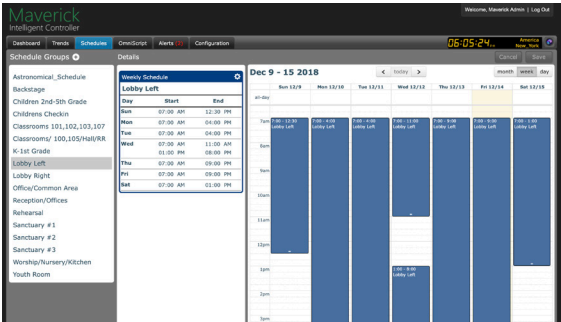 Maverick
Intelligent Controller
Welcome, Maverick Admin | Log Out
Dashboard Trends Schedules OmniScript Alerts (2) Configuration
06:05:24 PM America New_York
Schedule Groups Details Cancel Save
Astronomical_Schedule
Backstage
Children 2nd-5th Grade
Childrens Checkin
Classrooms 101,102,103,107
Classrooms/ 100,105/Hall/RR
K-1st Grade
Lobby Left
Lobby Right
Office/Common Area
Reception/Offices
Rehearsal
Sanctuary #1
Sanctuary #2
Sanctuary #3
Worship/Nursery/Kitchen
Youth Room
Weekly Schedule
Lobby Left
Day Start End
Sun 07:00 AM 12:30 PM
Mon 07:00 AM 04:00 PM
Tue 07:00 AM 04:00 PM
Wed 07:00 AM 11:00 AM
01:00 PM 08:00 PM
Thu 07:00 AM 09:00 PM
Fri 07:00 AM 09:00 PM
Sat 07:00 AM 01:00 PM
Dec 9 - 15 2018
< today >
month week day
Sun 12/9 Mon 12/10 Tue 12/11 Wed 12/12 Thu 12/13 Fri 12/14 Sat 12/15
all-day
7am 7:00 - 12:30 7:00 - 4:00 7:00 - 4:00 7:00 - 11:00 7:00 - 9:00 7:00 - 9:00 7:00 - 1:00
Lobby Left Lobby Left Lobby Left Lobby Left Lobby Left Lobby Left Lobby Left
8am
9am
10am
11am
12pm
1pm 1:00 - 8:00
Lobby Left
2pm
3pm